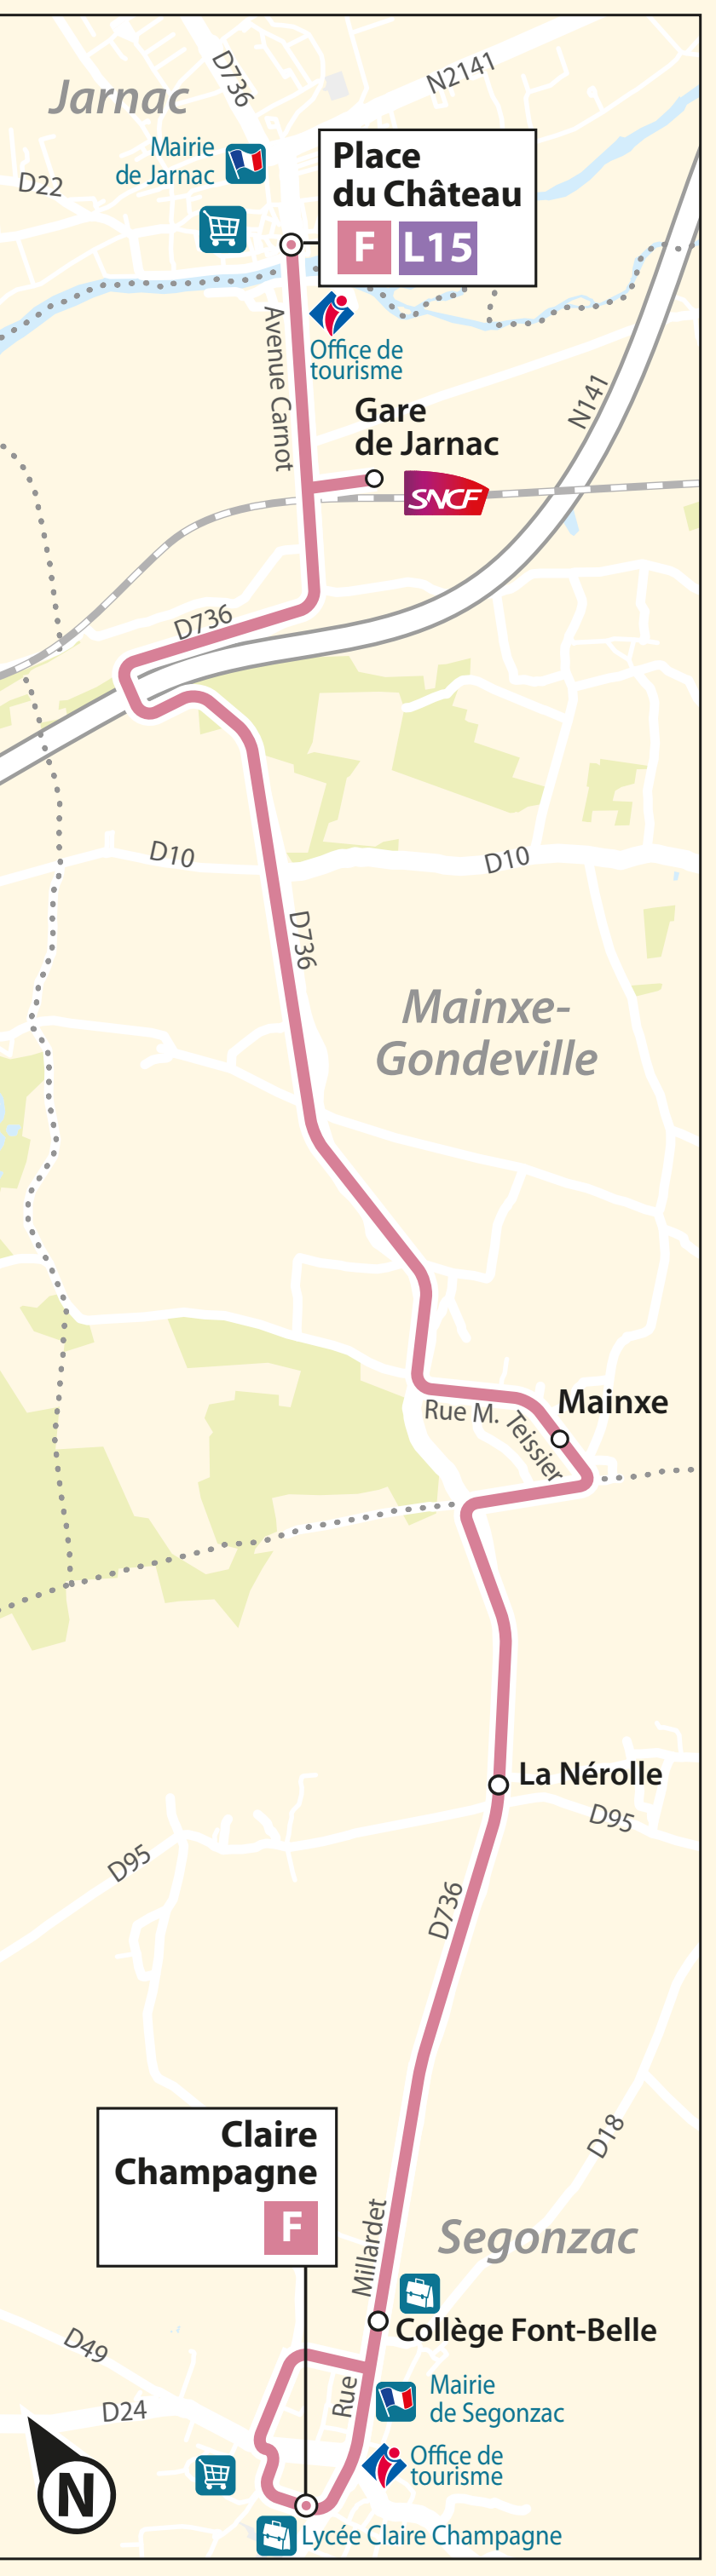 Jarnac
D736
N2141
Mairie
de Jarnac
D22
Place
du Château
F L15
Avenue Carnot
Office de
tourisme
N141
Gare
de Jarnac
SNCF
D736
D10
D10
D736
Mainxe-
Gondeville
Mainxe
Rue M. Teissier
La Nérolle
D95
D95
D736
Claire
Champagne
F
D18
Millardet
Segonzac
Collège Font-Belle
D49
D24
Rue
Mairie
de Segonzac
Office de
tourisme
N
Lycée Claire Champagne